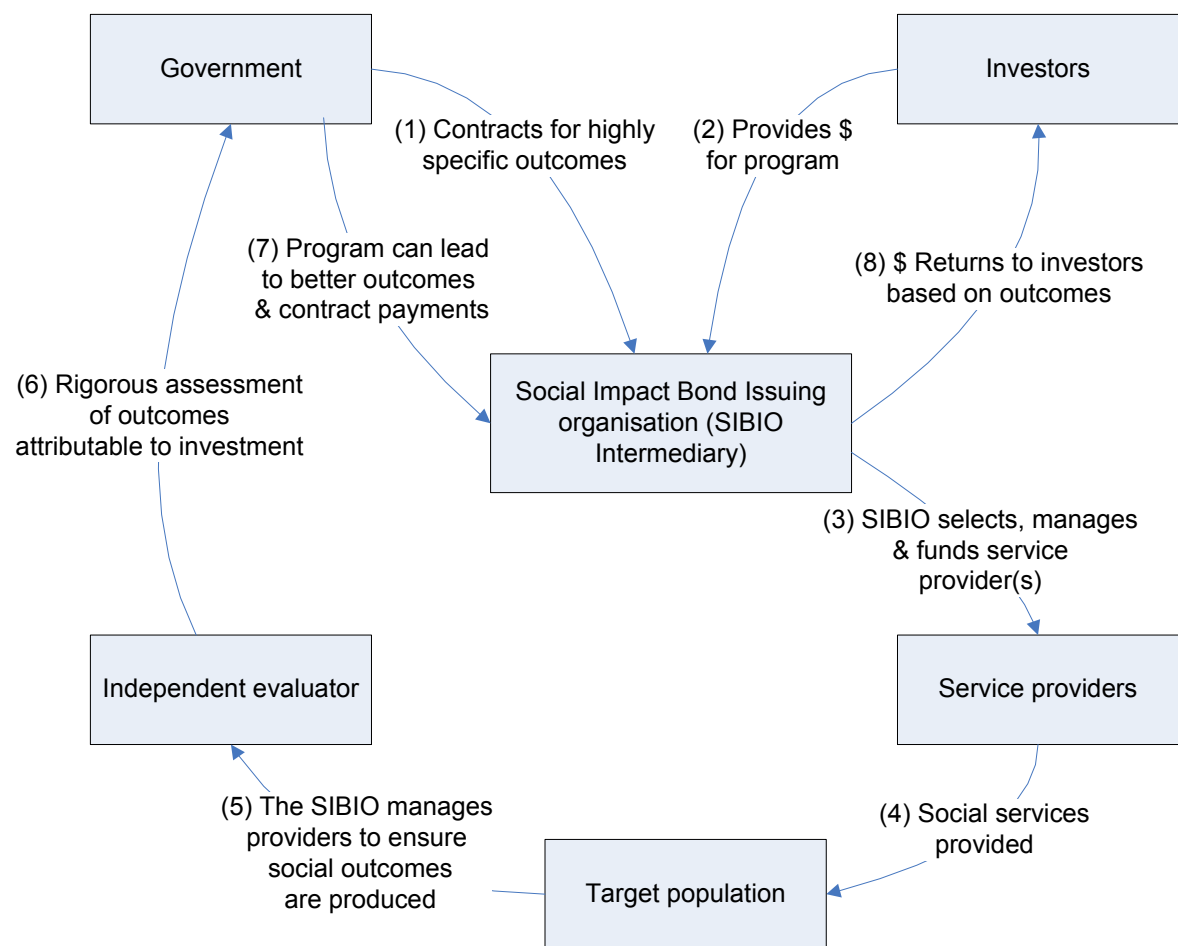 Government
Investors
(1) Contracts for highly
specific outcomes
(2) Provides $
for program
(7) Program can lead
to better outcomes
& contract payments
(8) $ Returns to investors
based on outcomes
Social Impact Bond Issuing
organisation (SIBIO
Intermediary)
(6) Rigorous assessment
of outcomes
attributable to investment
(3) SIBIO selects, manages
& funds service
provider(s)
Independent evaluator
Service providers
(5) The SIBIO manages
providers to ensure
social outcomes
are produced
(4) Social services
provided
Target population